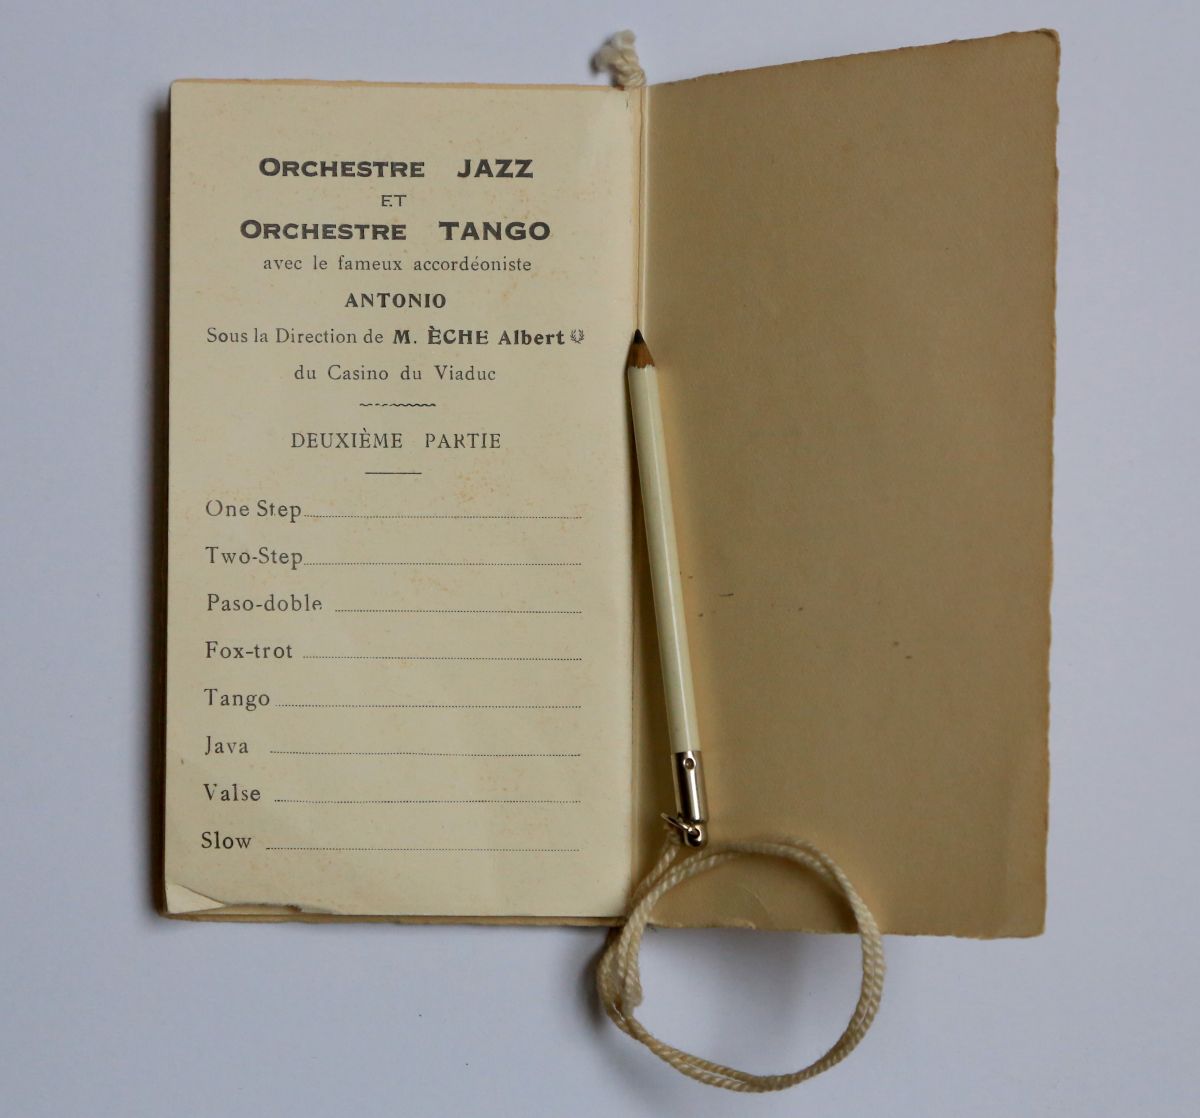 ORCHESTRE JAZZ
ET
ORCHESTRE TANGO
avec le fameux accordéoniste
ANTONIO
Sous la Direction de M. ÈCHE Albert
du Casino du Viaduc
DEUXIÈME PARTIE
One Step
Two-Step
Paso-doble
Fox-trot
Tango
Java
Valse
Slow